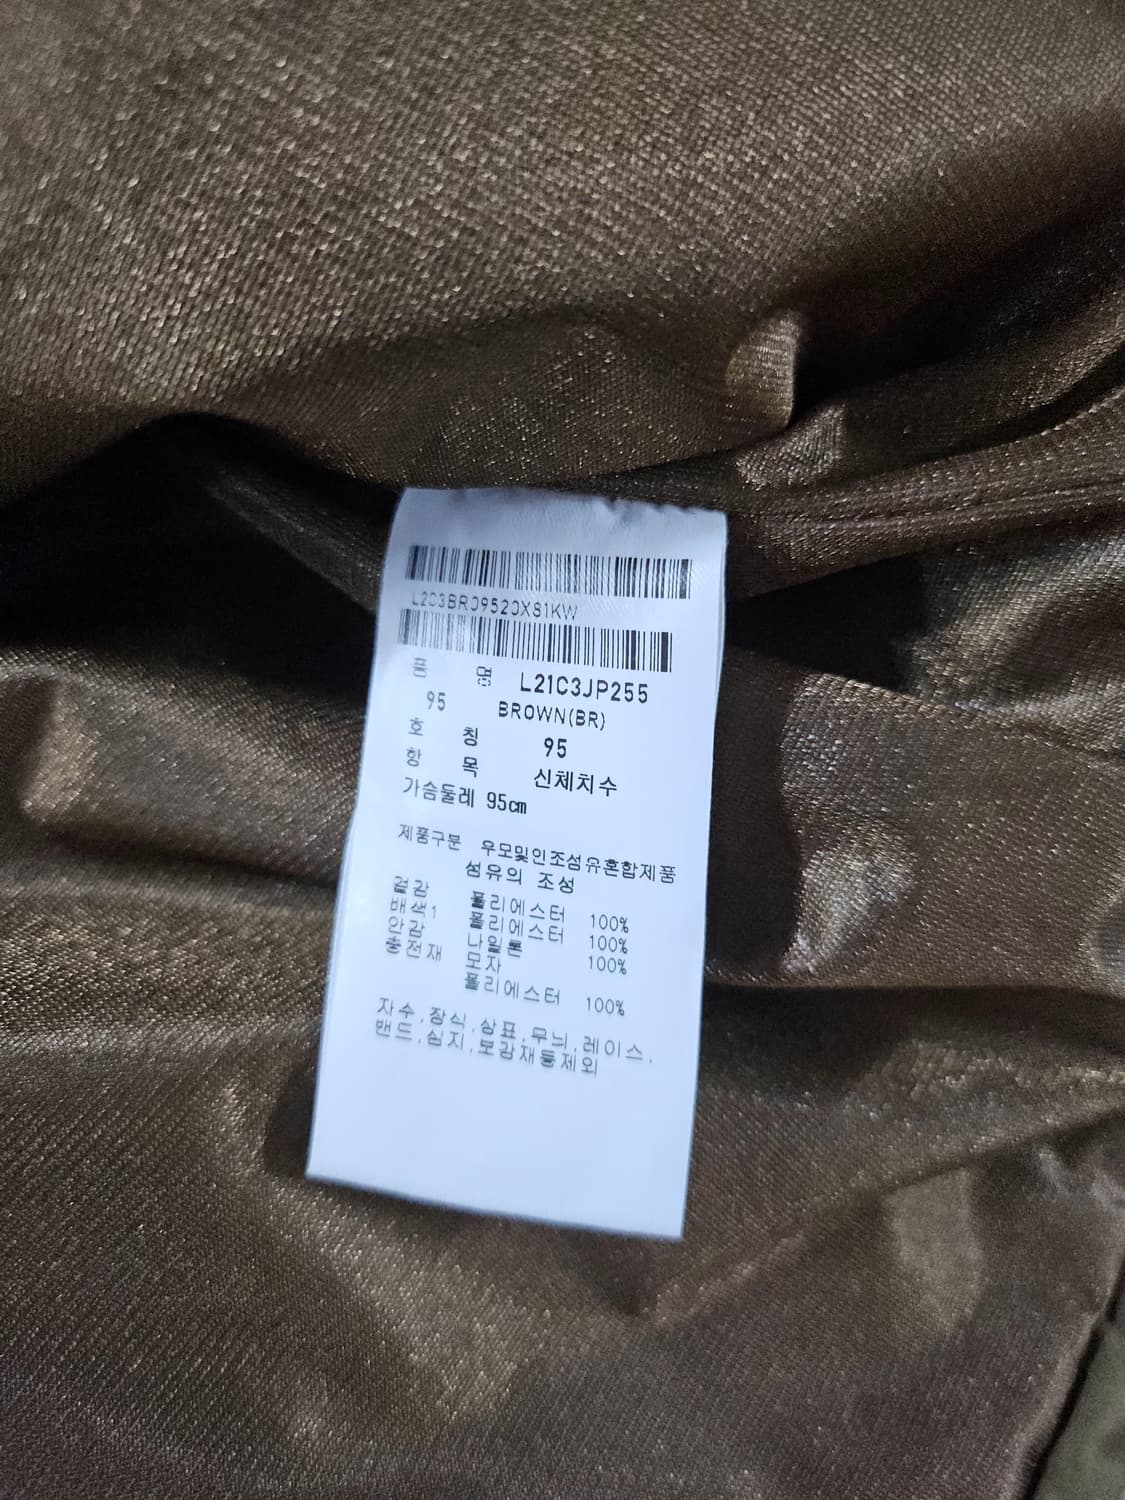 L2C3BR09520X81KW
품 명 L21C3JP255
95 BROWN(BR)
호 칭 95
항 목 신체치수
가슴둘레 95cm
제품구분 우모및인조섬유혼합제품
섬유의 조성
겉감 폴리에스터 100%
배색1 폴리에스터 100%
안감 나일론 100%
충전재 모자
폴리에스터 100%
자수,장식,상표,무늬,레이스,
밴드,심지,보강재등제외